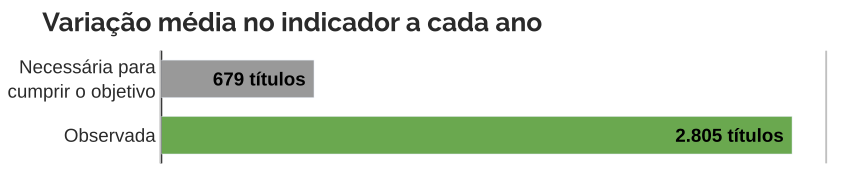 Variação média no indicador a cada ano
Necessária para
cumprir o objetivo
679 títulos
Observada
2.805 títulos